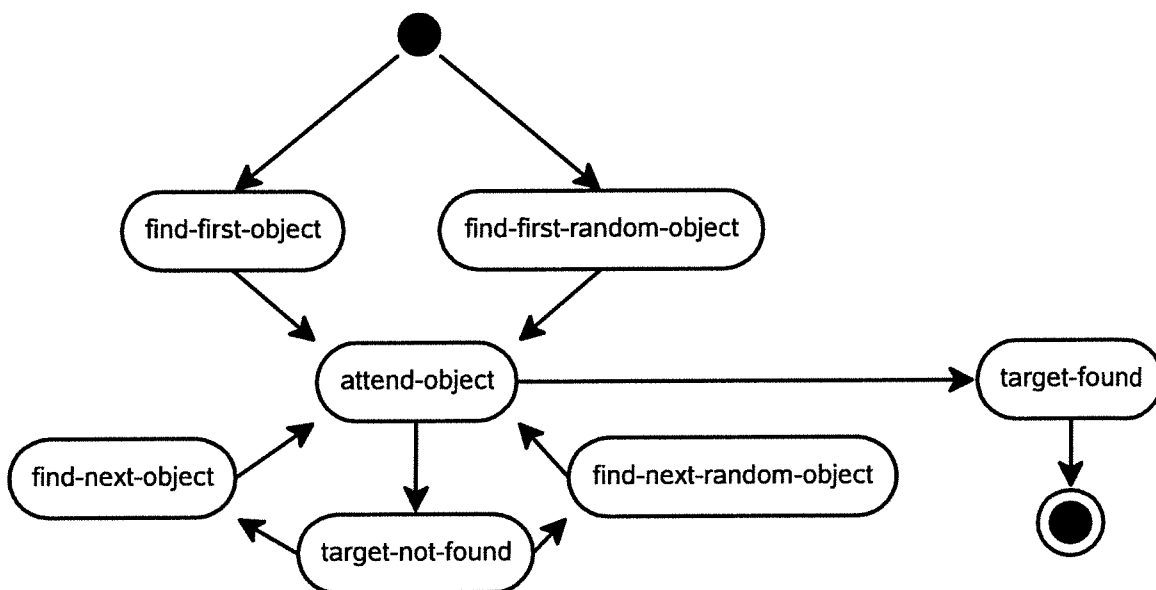 find-first-object
find-first-random-object
attend-object
target-found
find-next-object
find-next-random-object
target-not-found